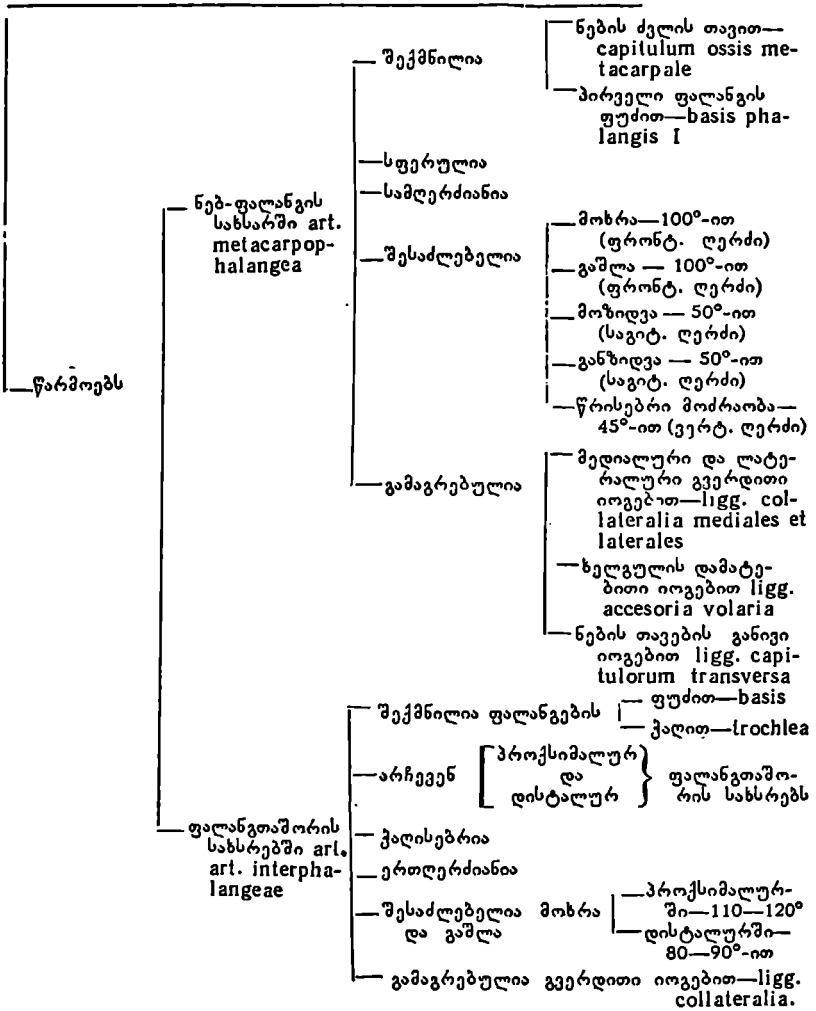 წარმოებს
ნებ-ფალანგის
სახსარში art.
metacarpop-
halangea
შექმნილია
ნების ძვლის თავით—
capitulum ossis me-
tacarpale
პირველი ფალანგის
ფუძით—basis pha-
langis I
სფერულია
სამღერძიანია
შესაძლებელია
მოხრა—100°-ით
(ფრონტ. ღერძი)
გაშლა — 100°-ით
(ფრონტ. ღერძი)
მოზიდვა — 50°-ით
(საგიტ. ღერძი)
განზიდვა — 50°-ით
(საგიტ. ღერძი)
წრისებრი მოძრაობა—
45°-ით (ვერტ. ღერძი)
გამაგრებულია
მედიალური და ლატე-
რალური გვერდითი
იოგებით—ligg. col-
lateralia mediales et
laterales
ხელგულის დამატე-
ბითი იოგებით ligg.
accesoria volaria
ნების თავების განივი
იოგებით ligg. capi-
tulorum transversa
ფალანგთაშორის
სახსრებში art.
art. interpha-
langeae
შექმნილია ფალანგების
ფუძით—basis
ჭაღით—trochlea
არჩევენ
პროქსიმალურ
და
დისტალურ
ფალანგთაშო-
რის სახსრებს
ჭაღისებრია
ერთღერძიანია
შესაძლებელია მოხრა
და გაშლა
პროქსიმალურ-
ში—110—120°
დისტალურში—
80—90°-ით
გამაგრებულია გვერდითი იოგებით—ligg.
collateralia.